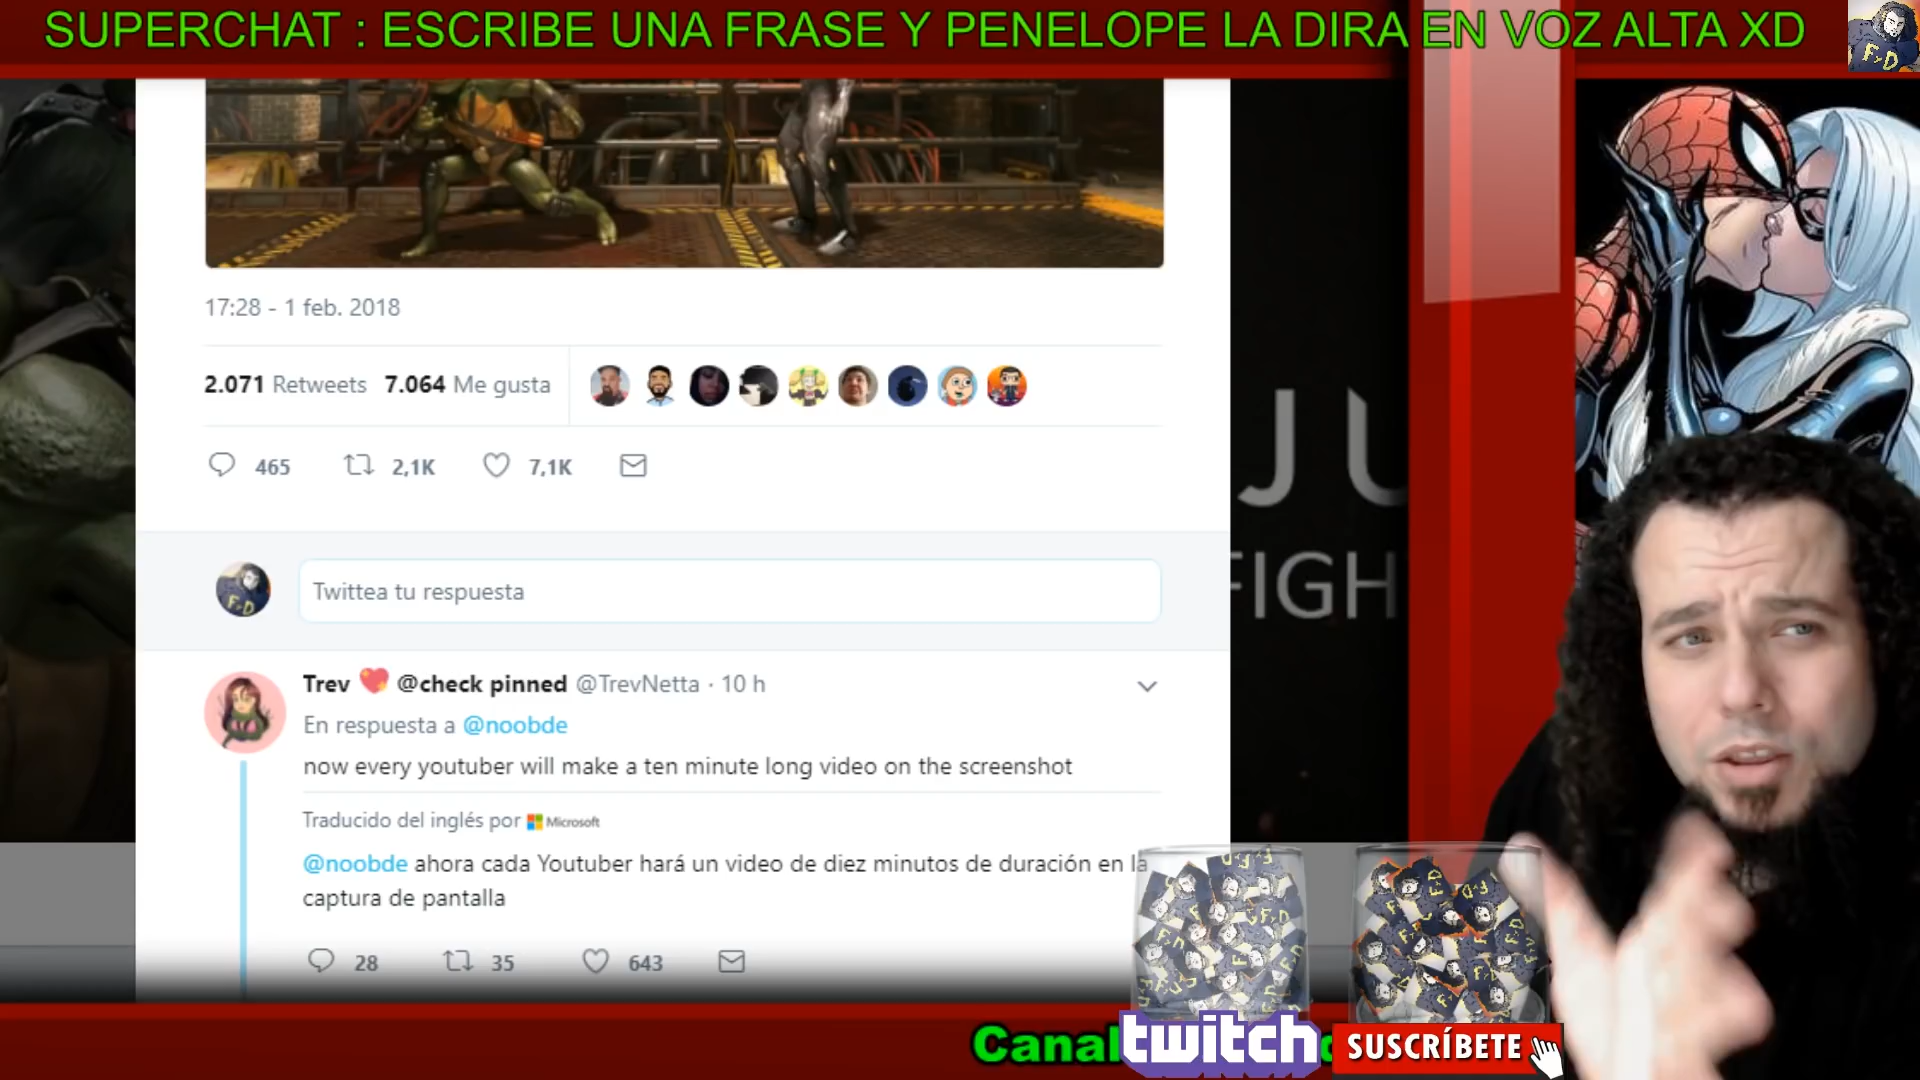 SUPERCHAT : ESCRIBE UNA FRASE Y PENELOPE LA DIRA EN VOZ ALTA XD
FyD
17:28 - 1 feb. 2018
2.071 Retweets 7.064 Me gusta
465 2,1K 7,1K
JU
FIGH
FyD
Twittea tu respuesta
Trev @check pinned @TrevNetta · 10 h
En respuesta a @noobde
now every youtuber will make a ten minute long video on the screenshot
Traducido del inglés por Microsoft
@noobde ahora cada Youtuber hará un video de diez minutos de duración en la
captura de pantalla
28 35 643
Canal
twitch
SUSCRÍBETE